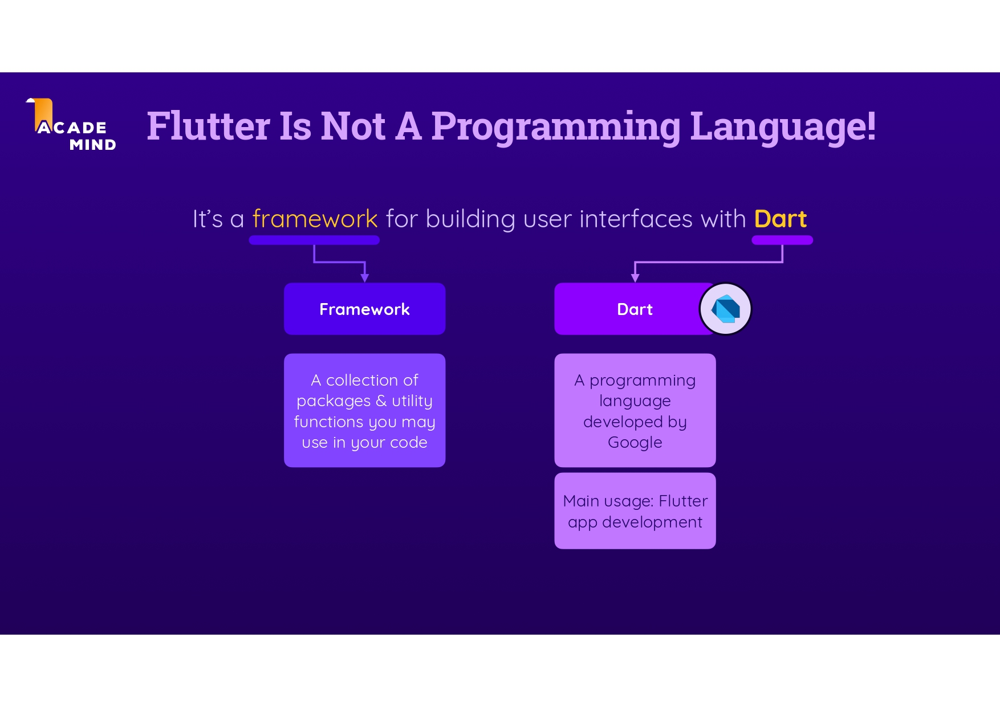 ACADE
MIND
Flutter Is Not A Programming Language!
It’s a framework for building user interfaces with Dart
Framework
A collection of
packages & utility
functions you may
use in your code
Dart
A programming
language
developed by
Google
Main usage: Flutter
app development